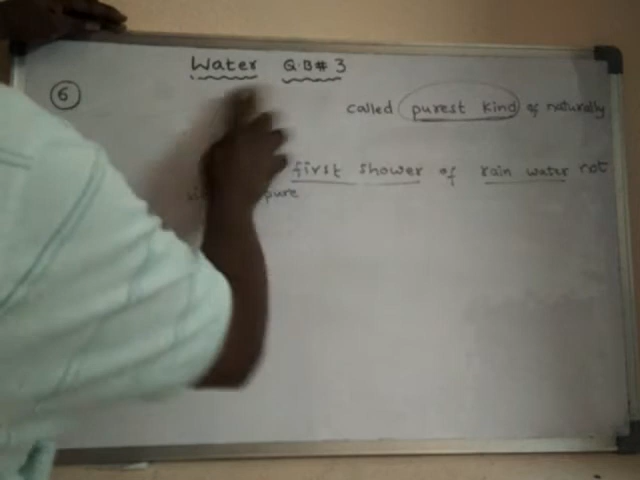 Water Q.B# 3
6
called purest kind of naturally
first shower of rain water not
pure